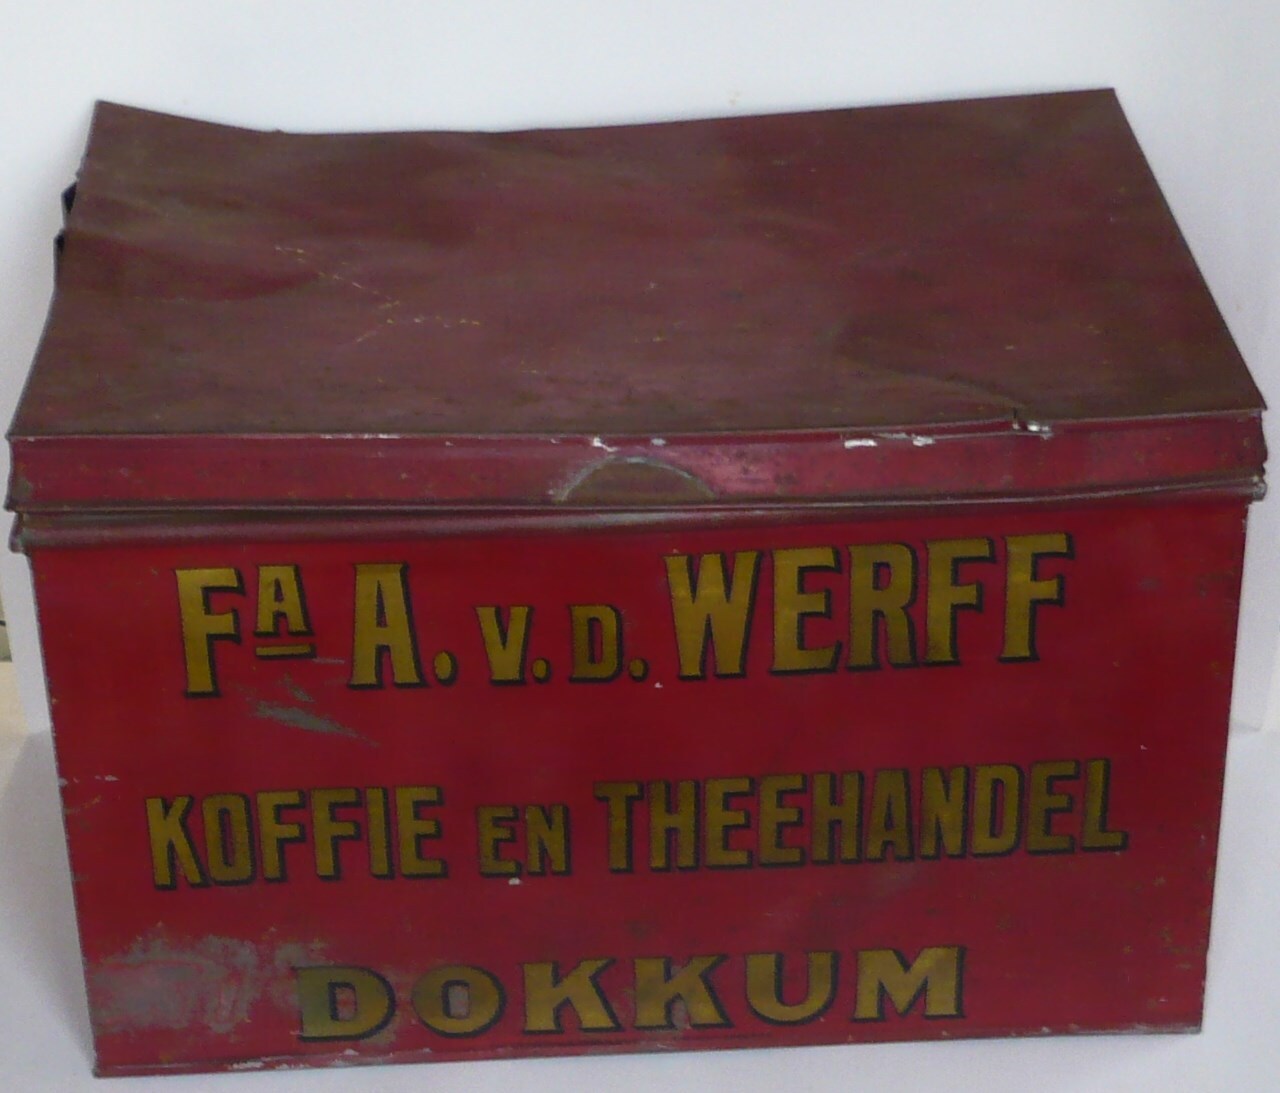 Fa A. v. D. WERFF
KOFFIE EN THEEHANDEL
DOKKUM